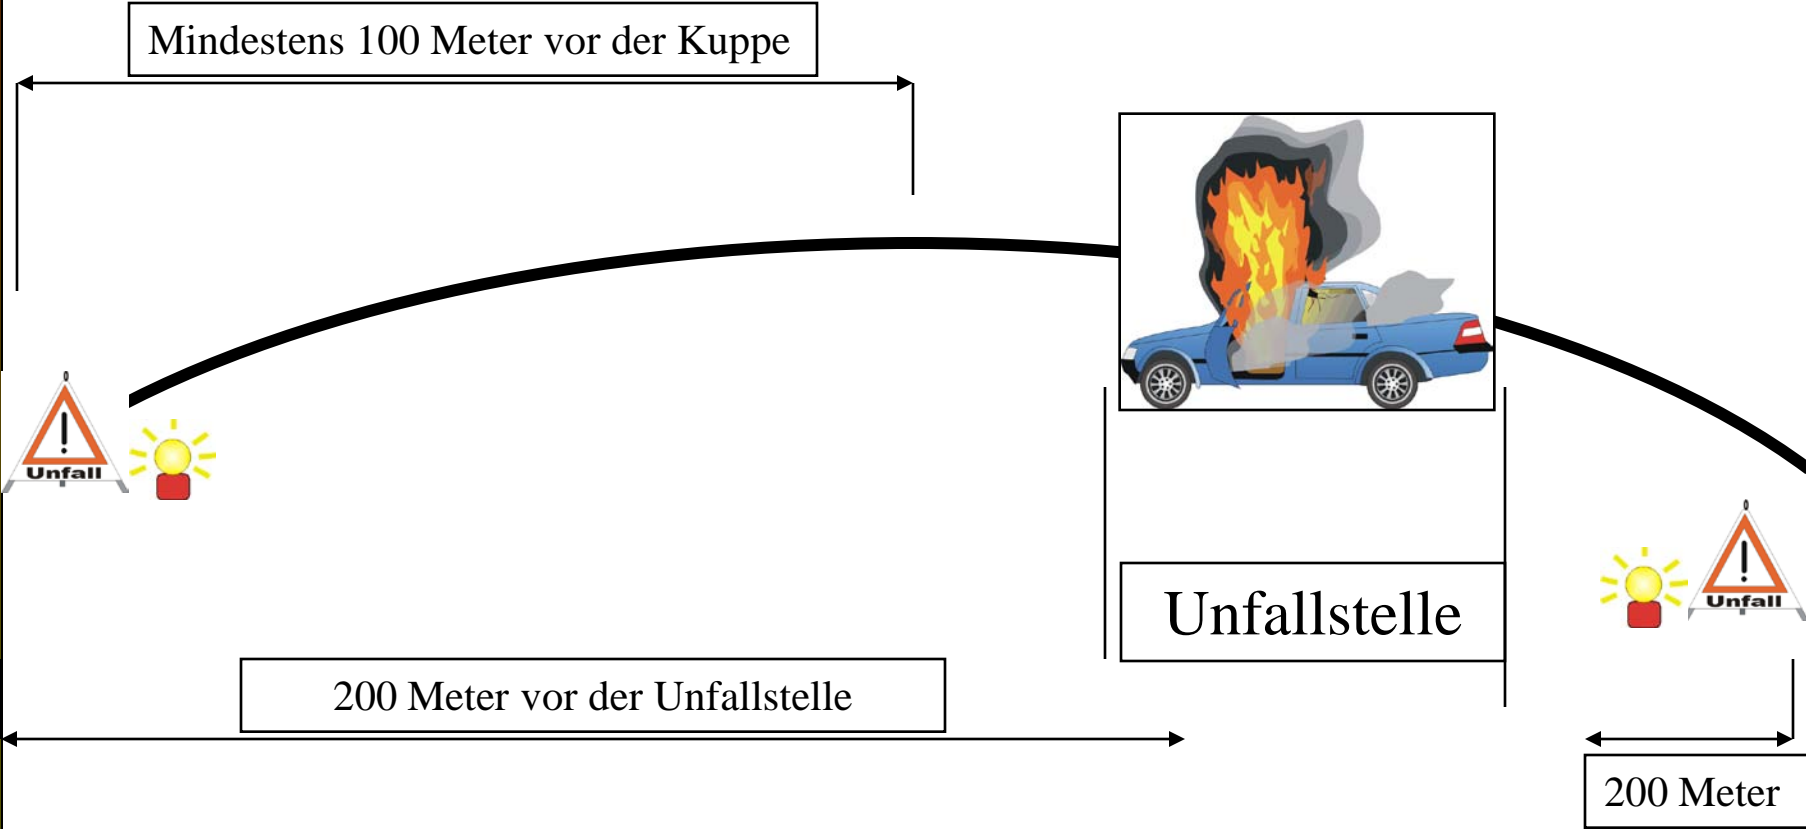 Mindestens 100 Meter vor der Kuppe
Unfall
Unfall
Unfallstelle
200 Meter vor der Unfallstelle
200 Meter